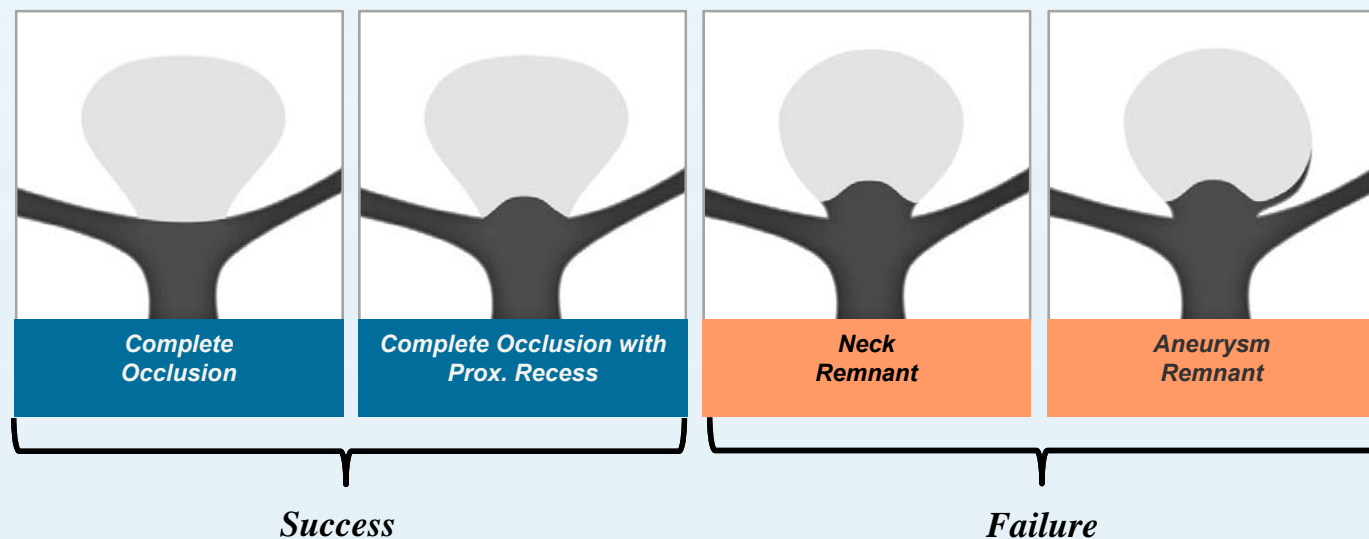 Complete
Occlusion
Complete Occlusion with
Prox. Recess
Neck
Remnant
Aneurysm
Remnant
Success
Failure